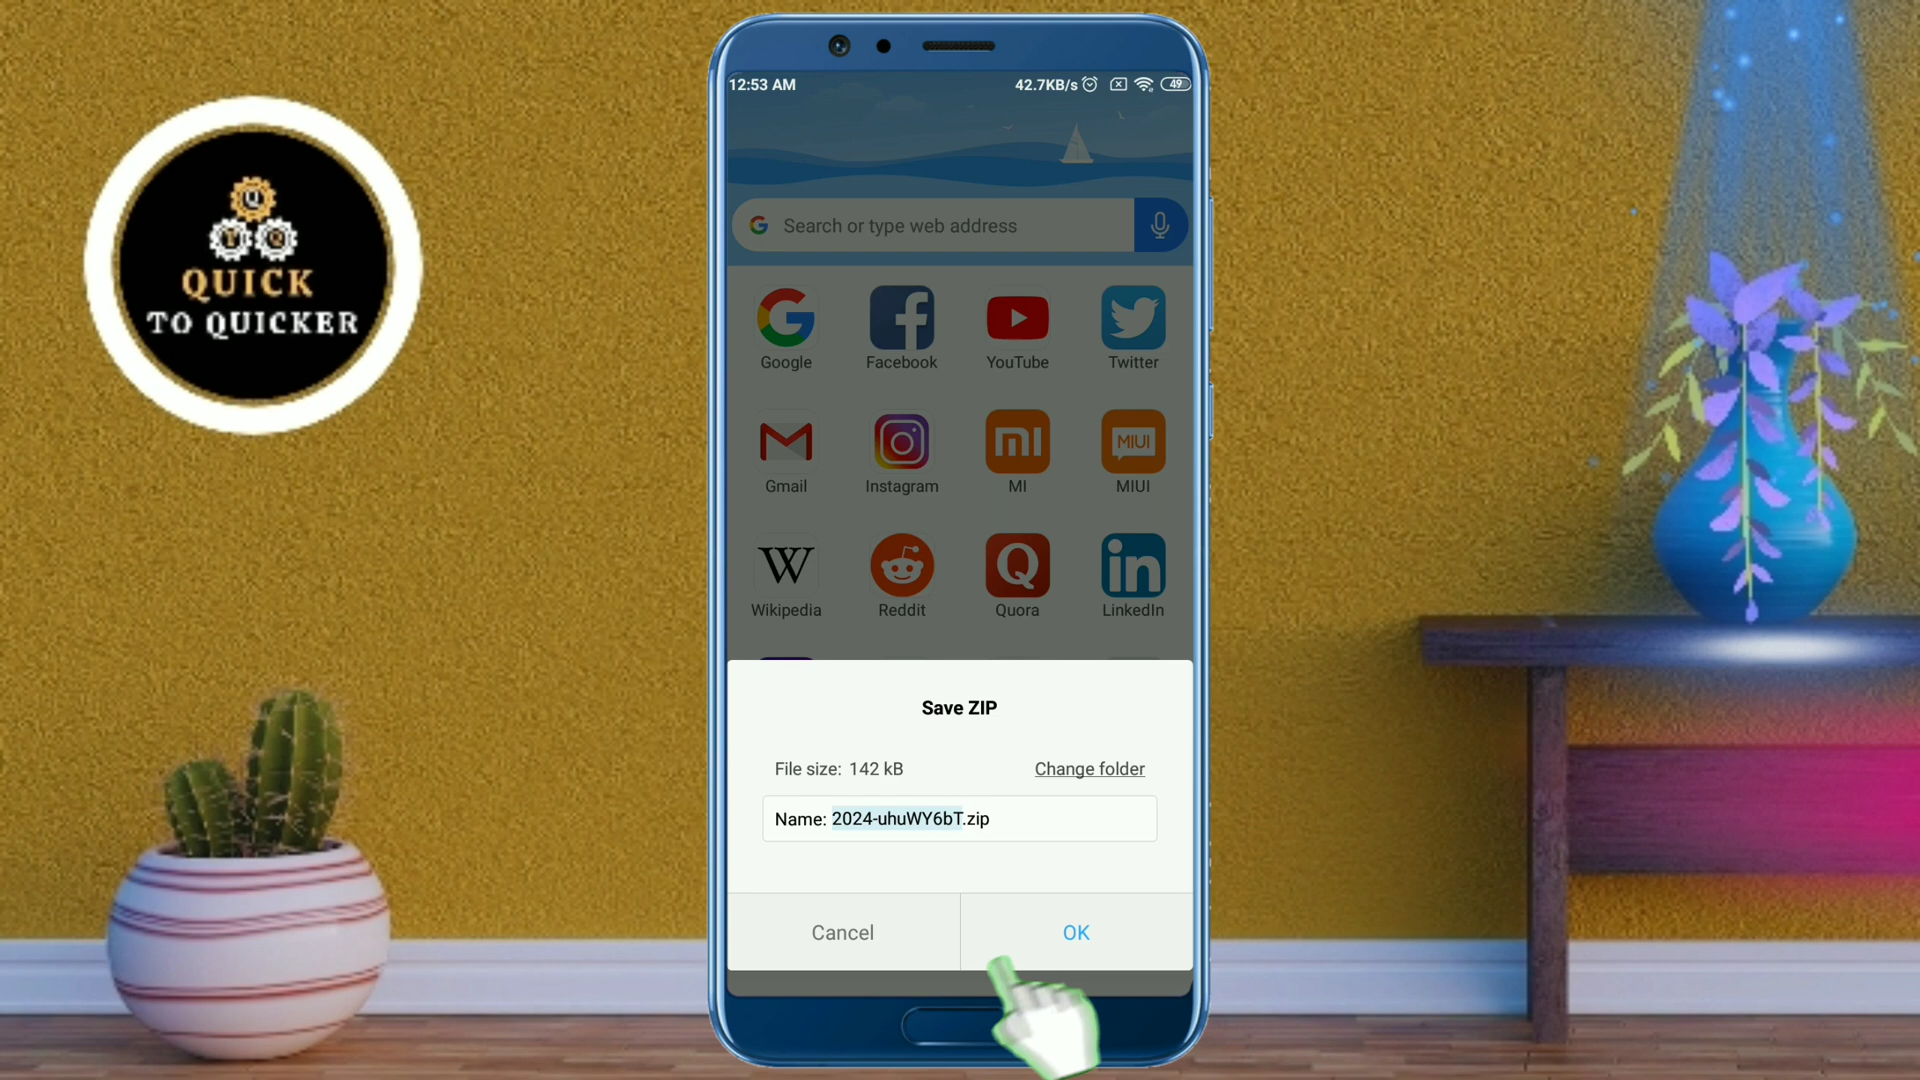 Q
Y Q
QUICK
TO QUICKER
12:53 AM
42.7KB/s 49
Search or type web address
Google Facebook YouTube Twitter
MIUI
Gmail Instagram MI MIUI
Wikipedia Reddit Quora LinkedIn
Save ZIP
File size: 142 kB Change folder
Name: 2024-uhuWY6bT.zip
Cancel OK